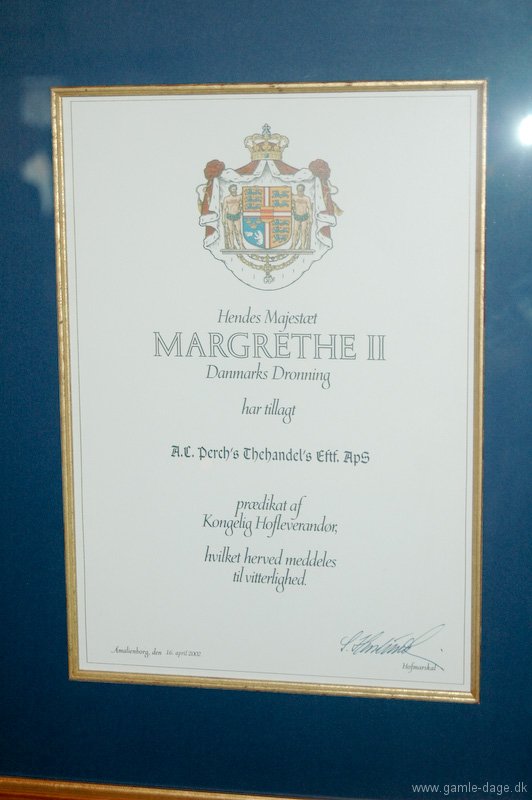 Hendes Majestæt
MARGRETHE II
Danmarks Dronning
har tillagt
A.C. Perch's Thehandel's Eftf. ApS
prædikat af
Kongelig Hofleverandør,
hvilket herved meddeles
til vitterlighed.
Amalienborg, den 16. april 2002
Hofmarskal
www.gamle-dage.dk